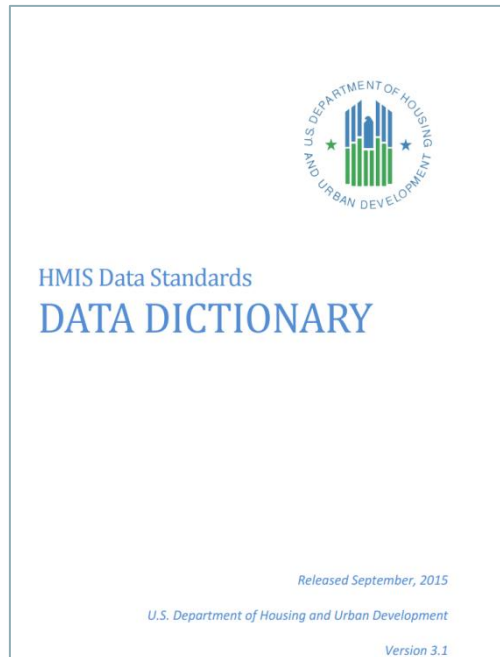 U.S. DEPARTMENT OF HOUSING
AND URBAN DEVELOPMENT
HMIS Data Standards
DATA DICTIONARY
Released September, 2015
U.S. Department of Housing and Urban Development
Version 3.1